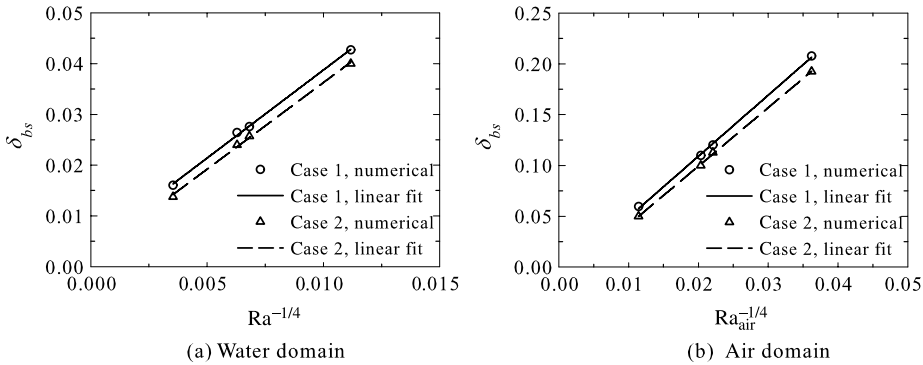 0.05
0.04
0.03
0.02
0.01
0.00
δbs
Case 1, numerical
Case 1, linear fit
Case 2, numerical
Case 2, linear fit
0.000 0.005 0.010 0.015
Ra−1/4
(a) Water domain
0.25
0.20
0.15
0.10
0.05
0.00
δbs
Case 1, numerical
Case 1, linear fit
Case 2, numerical
Case 2, linear fit
0.00 0.01 0.02 0.03 0.04 0.05
Ra−1/4air
(b) Air domain